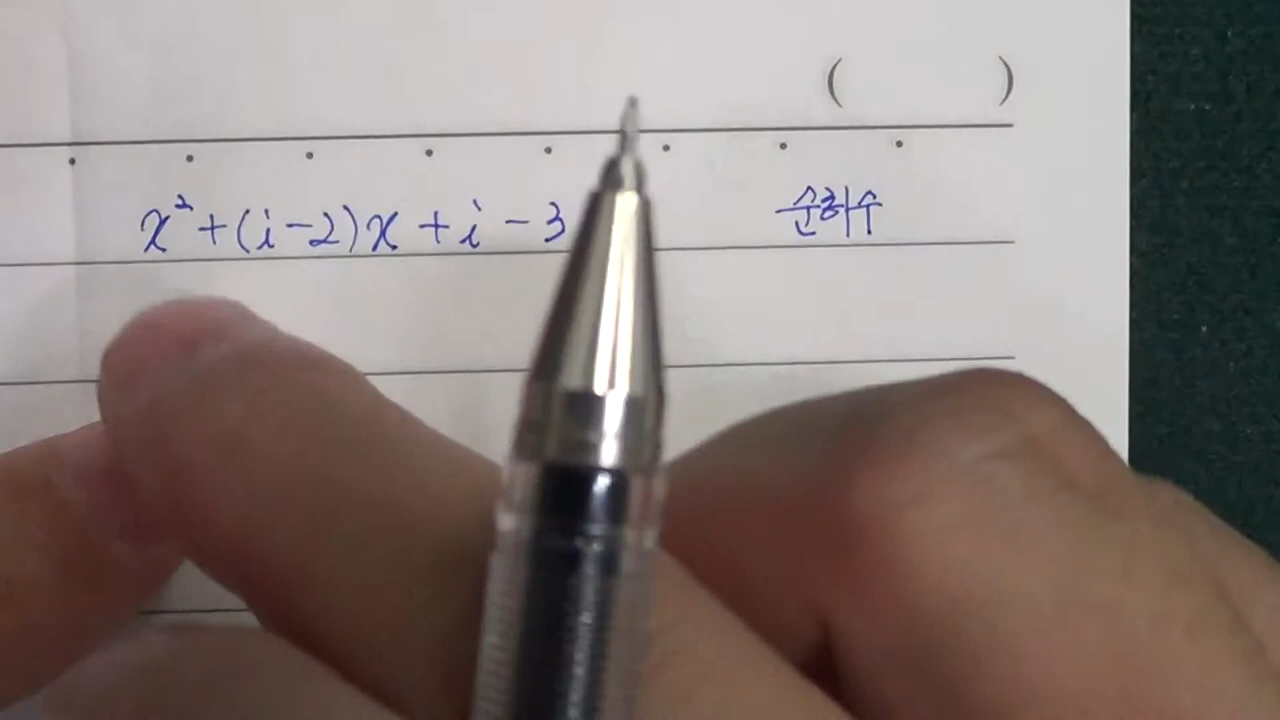 (          )
x² + (i-2)x + i - 3 순허수